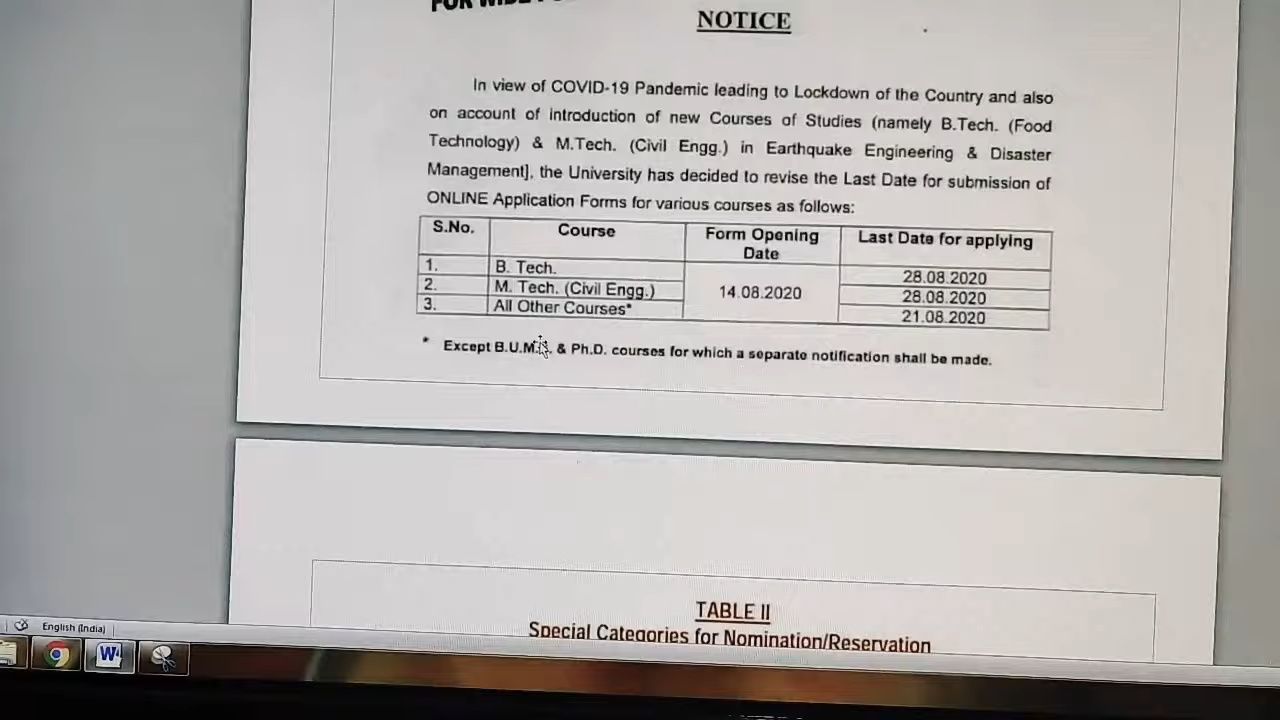 FOR WIDE
NOTICE
In view of COVID-19 Pandemic leading to Lockdown of the Country and also
on account of introduction of new Courses of Studies (namely B.Tech. (Food
Technology) & M.Tech. (Civil Engg.) in Earthquake Engineering & Disaster
Management], the University has decided to revise the Last Date for submission of
ONLINE Application Forms for various courses as follows:
S.No. Course Form Opening Date Last Date for applying
1. B. Tech. 14.08.2020 28.08.2020
2. M. Tech. (Civil Engg.) 28.08.2020
3. All Other Courses* 21.08.2020
* Except B.U.M. & Ph.D. courses for which a separate notification shall be made.
TABLE II
Special Categories for Nomination/Reservation
English (India)
W